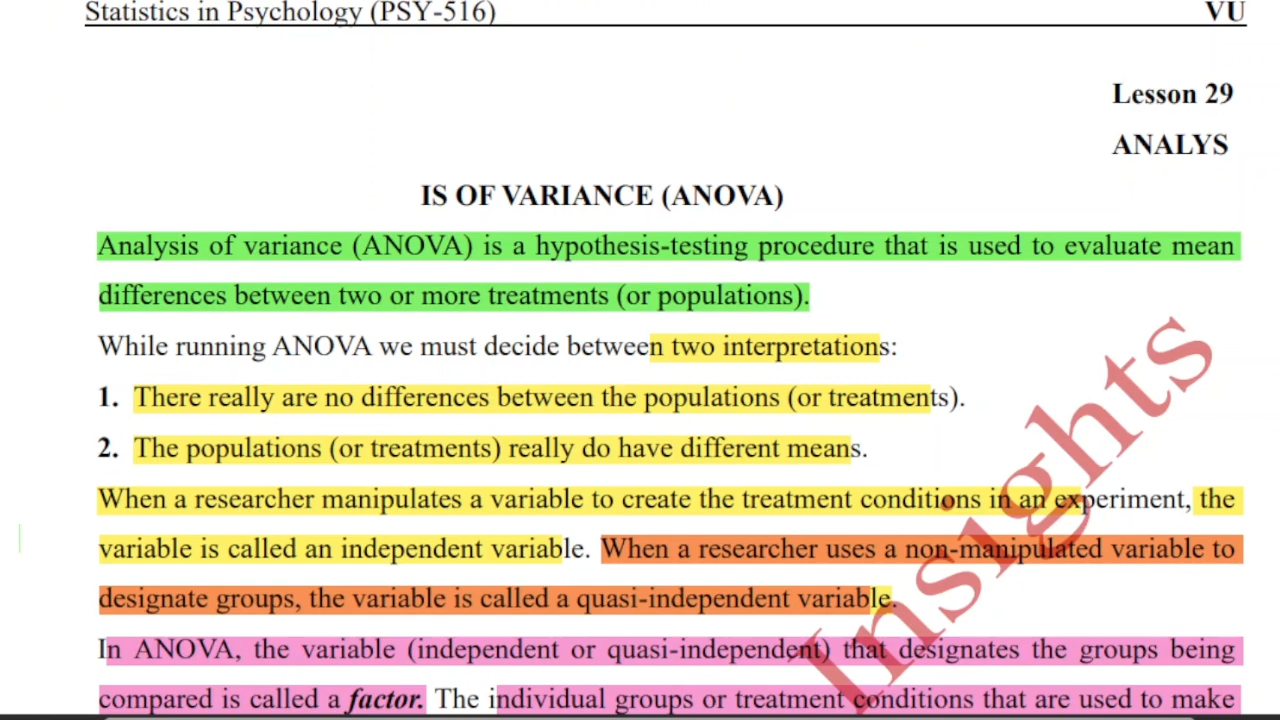 Statistics in Psychology (PSY-516) VU
Lesson 29
ANALYS
IS OF VARIANCE (ANOVA)
Analysis of variance (ANOVA) is a hypothesis-testing procedure that is used to evaluate mean
differences between two or more treatments (or populations).
While running ANOVA we must decide between two interpretations:
1. There really are no differences between the populations (or treatments).
2. The populations (or treatments) really do have different means.
When a researcher manipulates a variable to create the treatment conditions in an experiment, the
variable is called an independent variable. When a researcher uses a non-manipulated variable to
designate groups, the variable is called a quasi-independent variable.
In ANOVA, the variable (independent or quasi-independent) that designates the groups being
compared is called a factor. The individual groups or treatment conditions that are used to make
Insights